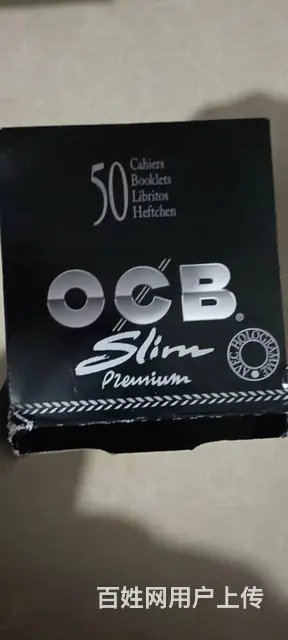 50
Cahiers
Booklets
Libritos
Heftchen
OCB®
Slim
Premium
AVEC HOLOGRAMME
百姓网用户上传